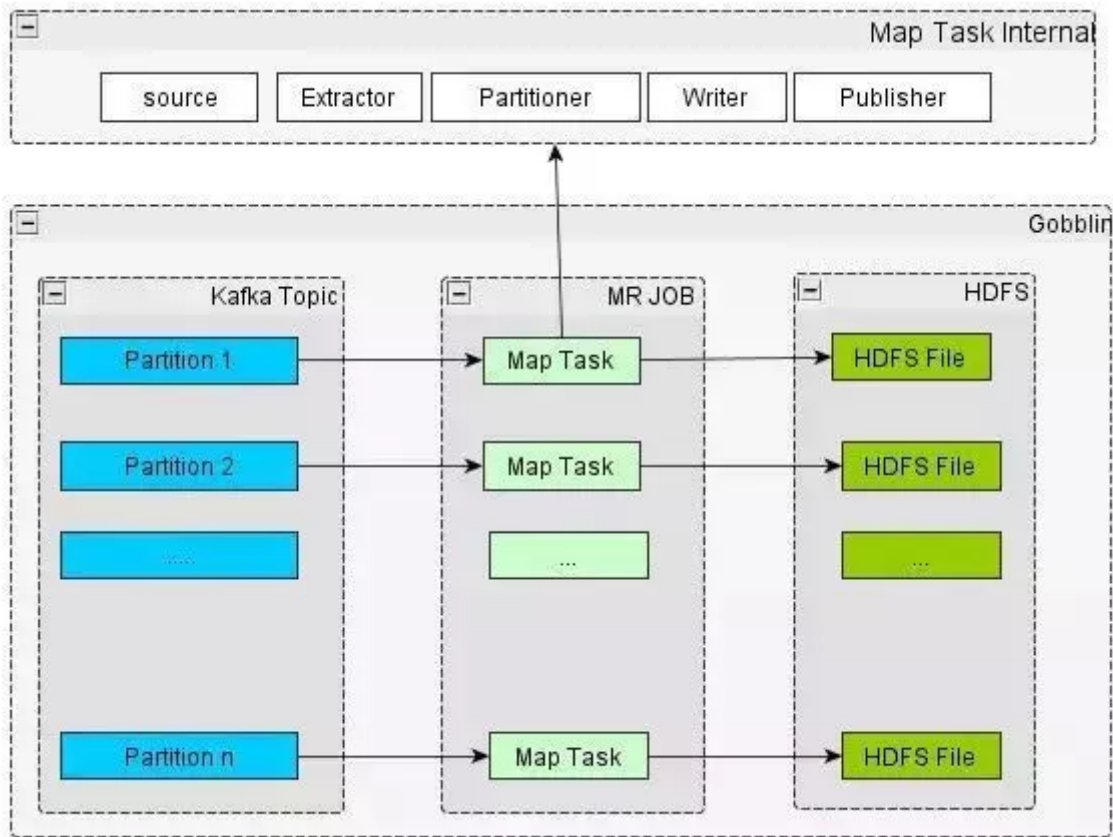 Map Task Internal
source Extractor Partitioner Writer Publisher
Gobblin
Kafka Topic MR JOB HDFS
Partition 1 Map Task HDFS File
Partition 2 Map Task HDFS File
...... ... ...
Partition n Map Task HDFS File